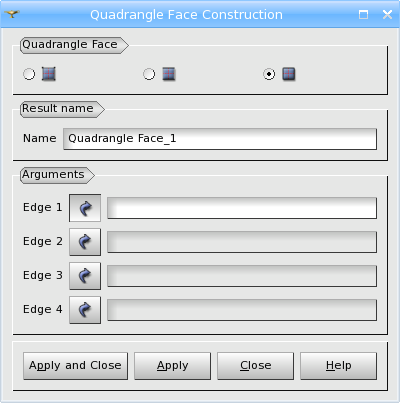 Quadrangle Face Construction
Quadrangle Face
Result name
Name Quadrangle Face_1
Arguments
Edge 1
Edge 2
Edge 3
Edge 4
Apply and Close Apply Close Help